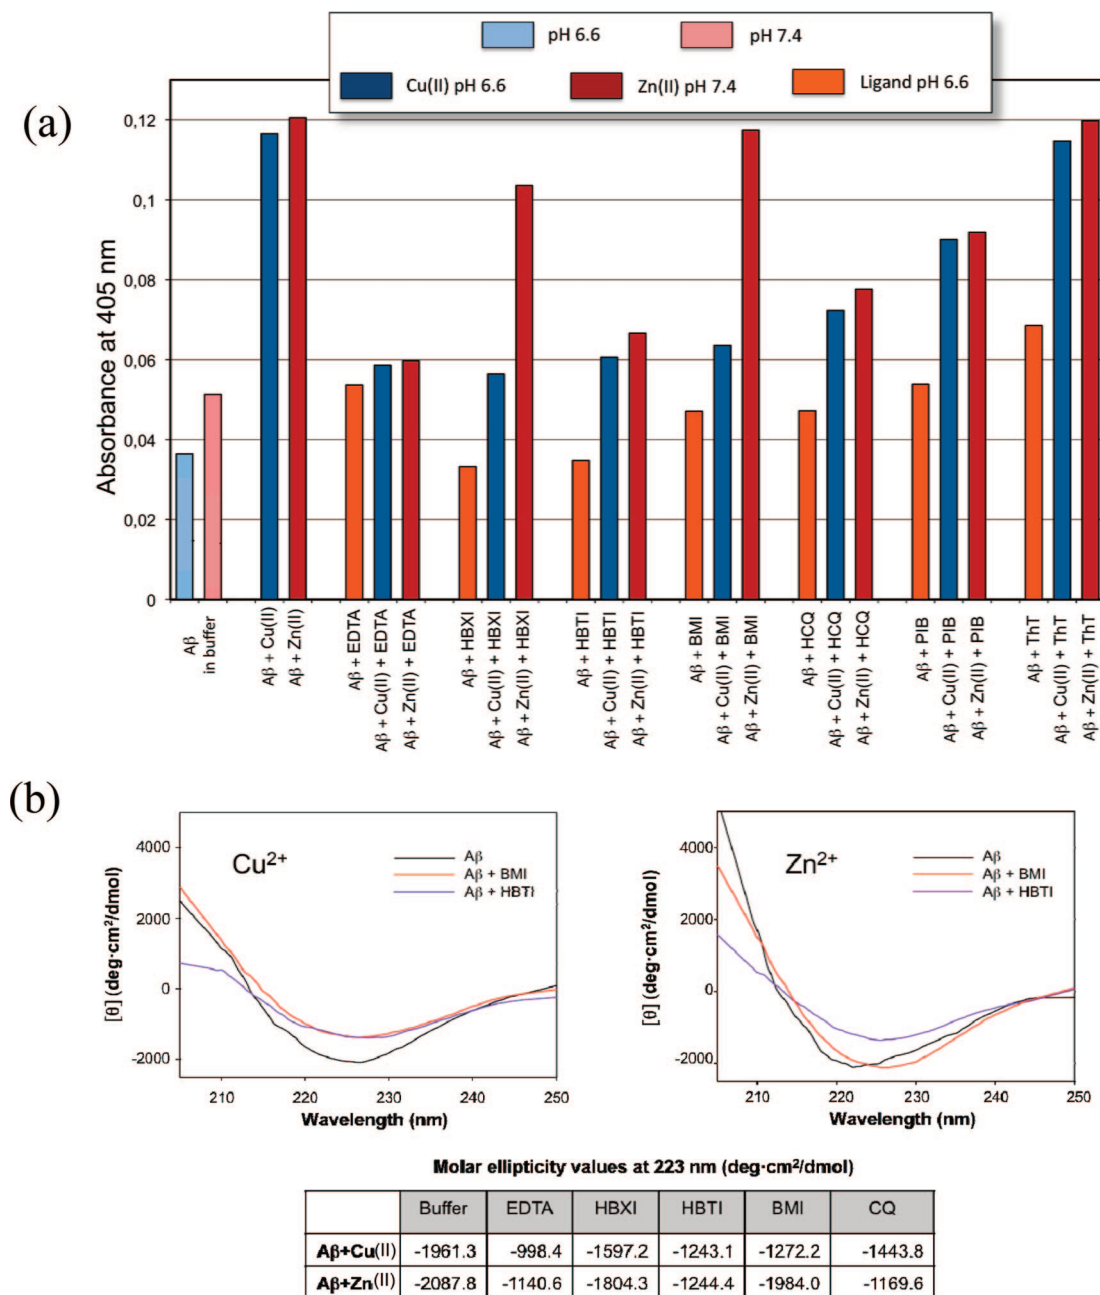 (a)
pH 6.6
pH 7.4
Cu(II) pH 6.6
Zn(II) pH 7.4
Ligand pH 6.6
Absorbance at 405 nm
0,12
0,1
0,08
0,06
0,04
0,02
0
Aβ
in buffer
Aβ + Cu(II)
Aβ + Zn(II)
Aβ + EDTA
Aβ + Cu(II) + EDTA
Aβ + Zn(II) + EDTA
Aβ + HBXI
Aβ + Cu(II) + HBXI
Aβ + Zn(II) + HBXI
Aβ + HBTI
Aβ + Cu(II) + HBTI
Aβ + Zn(II) + HBTI
Aβ + BMI
Aβ + Cu(II) + BMI
Aβ + Zn(II) + BMI
Aβ + HCQ
Aβ + Cu(II) + HCQ
Aβ + Zn(II) + HCQ
Aβ + PIB
Aβ + Cu(II) + PIB
Aβ + Zn(II) + PIB
Aβ + ThT
Aβ + Cu(II) + ThT
Aβ + Zn(II) + ThT
(b)
Cu²⁺
Aβ
Aβ + BMI
Aβ + HBTI
[θ] (deg·cm²/dmol)
4000
2000
0
-2000
210 220 230 240 250
Wavelength (nm)
Zn²⁺
Aβ
Aβ + BMI
Aβ + HBTI
[θ] (deg·cm²/dmol)
4000
2000
0
-2000
210 220 230 240 250
Wavelength (nm)
Molar ellipticity values at 223 nm (deg·cm²/dmol)
Buffer EDTA HBXI HBTI BMI CQ
Aβ+Cu(II) -1961.3 -998.4 -1597.2 -1243.1 -1272.2 -1443.8
Aβ+Zn(II) -2087.8 -1140.6 -1804.3 -1244.4 -1984.0 -1169.6